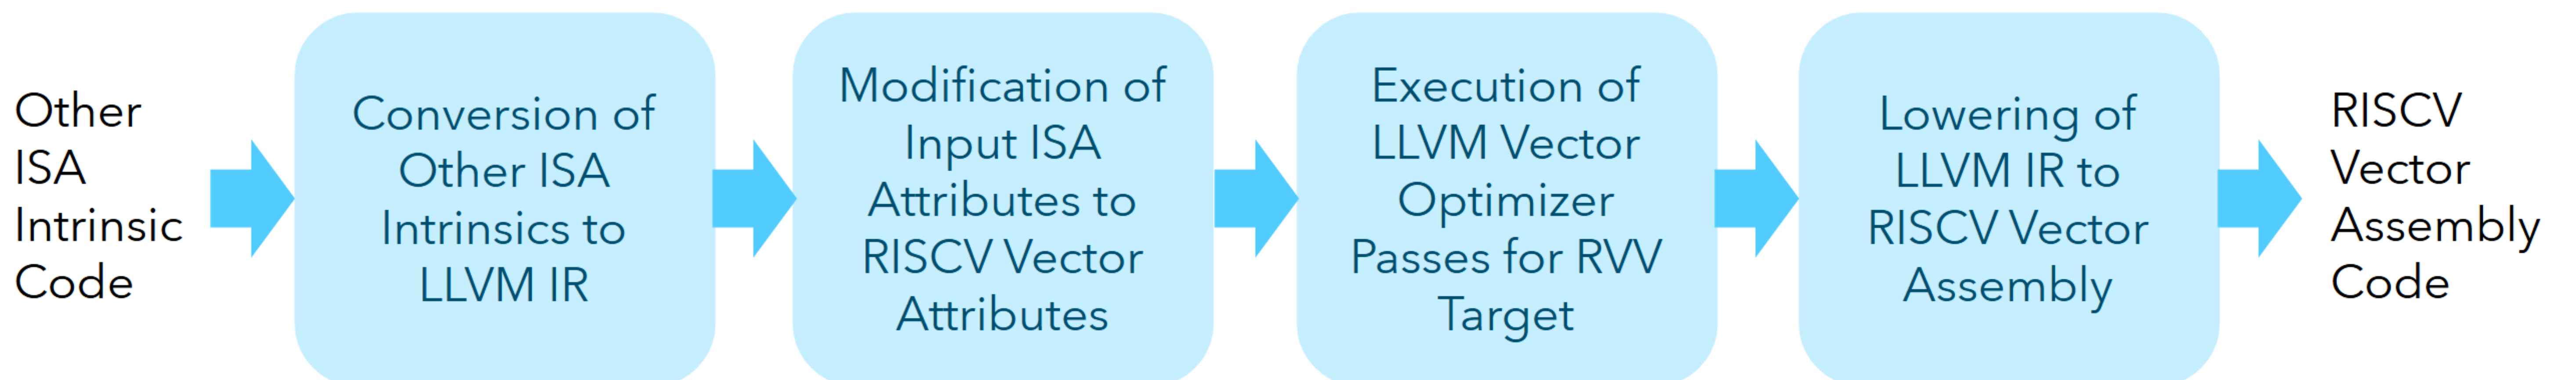 Other
ISA
Intrinsic
Code
Conversion of
Other ISA
Intrinsics to
LLVM IR
Modification of
Input ISA
Attributes to
RISCV Vector
Attributes
Execution of
LLVM Vector
Optimizer
Passes for RVV
Target
Lowering of
LLVM IR to
RISCV Vector
Assembly
RISCV
Vector
Assembly
Code